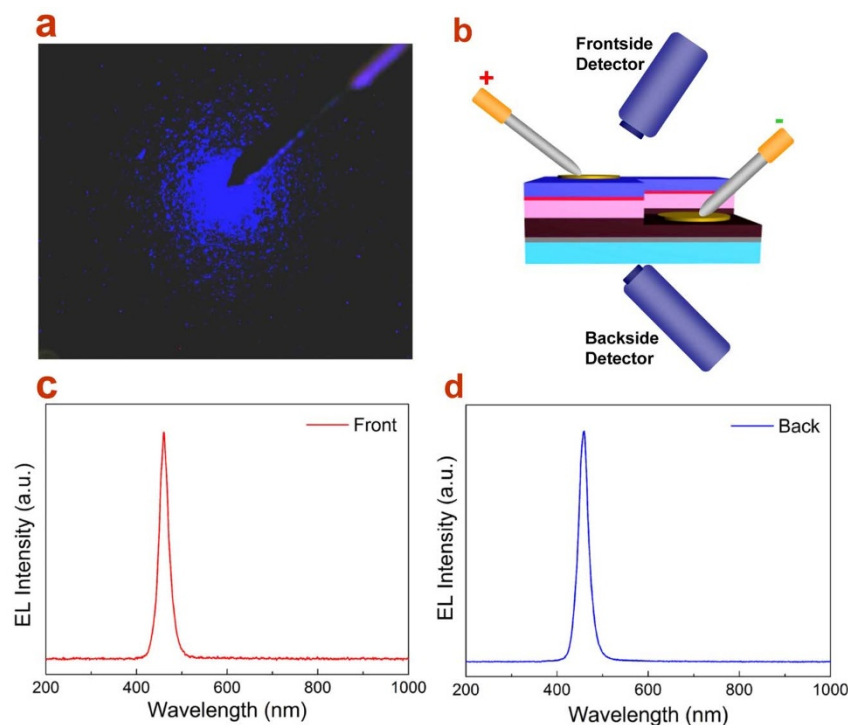 a
b
Frontside
Detector
+
-
Backside
Detector
c
d
EL Intensity (a.u.)
Front
200 400 600 800 1000
Wavelength (nm)
EL Intensity (a.u.)
Back
200 400 600 800 1000
Wavelength (nm)